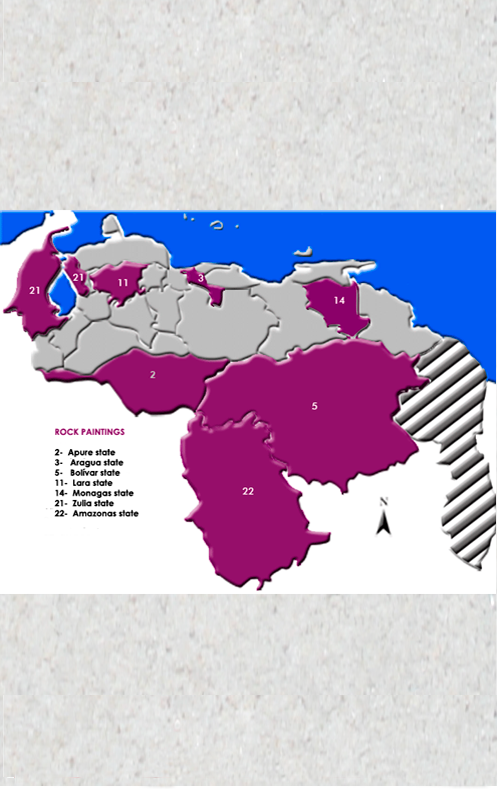 21
21
11
3
14
2
5
22
ROCK PAINTINGS
2- Apure state
3- Aragua state
5- Bolívar state
11- Lara state
14- Monagas state
21- Zulia state
22- Amazonas state
N